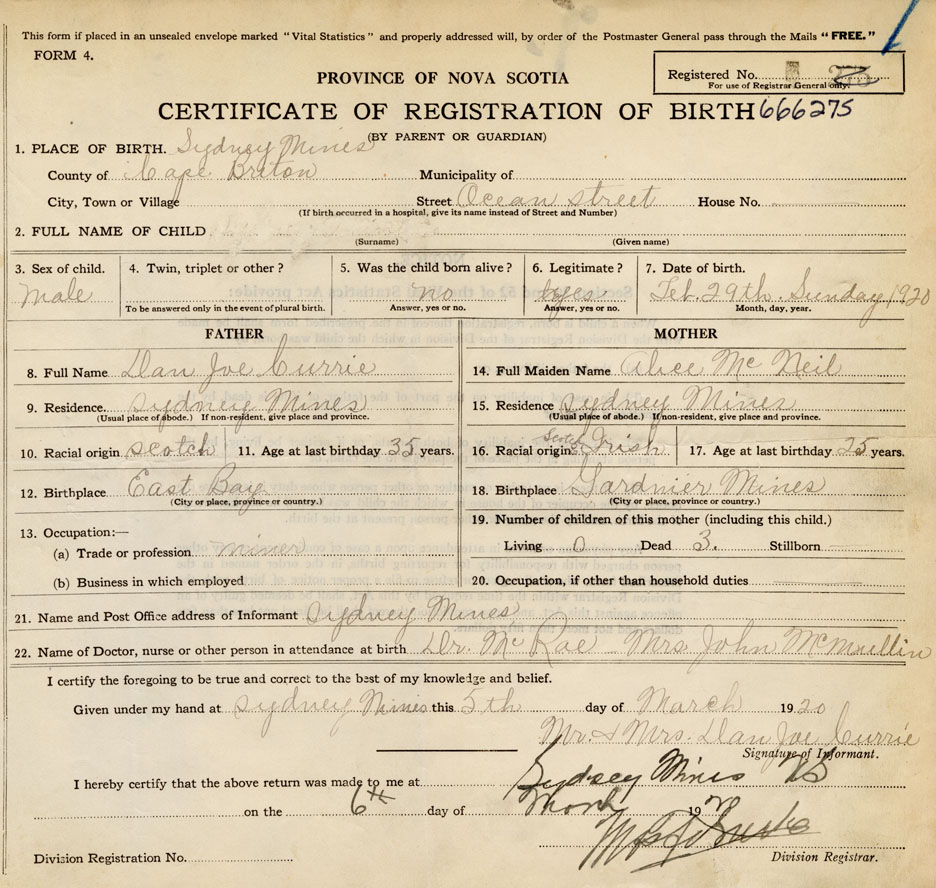 This form if placed in an unsealed envelope marked "Vital Statistics" and properly addressed will, by order of the Postmaster General pass through the Mails "FREE."
FORM 4.
PROVINCE OF NOVA SCOTIA
Registered No.
For use of Registrar General only.
CERTIFICATE OF REGISTRATION OF BIRTH 666275
(BY PARENT OR GUARDIAN)
1. PLACE OF BIRTH. Sydney Mines
County of Cape Briton Municipality of
City, Town or Village Street Ocean street House No.
(If birth occurred in a hospital, give its name instead of Street and Number)
2. FULL NAME OF CHILD
(Surname) (Given name)
3. Sex of child. 4. Twin, triplet or other? 5. Was the child born alive? 6. Legitimate? 7. Date of birth.
Male no yes Feb. 29th. Sunday, 1920
To be answered only in the event of plural birth. Answer, yes or no. Answer, yes or no. Month, day, year.
FATHER MOTHER
8. Full Name Dan Joe Currie 14. Full Maiden Name Alice Mc Neil
9. Residence. Sydney Mines 15. Residence Sydney Mines
(Usual place of abode.) If non-resident, give place and province. (Usual place of abode.) If non-resident, give place and province.
10. Racial origin scotch 11. Age at last birthday 35 years. 16. Racial origin Irish 17. Age at last birthday 25 years.
12. Birthplace East Bay 18. Birthplace Gardnier Mines
(City or place, province or country.) (City or place, province or country.)
13. Occupation:— 19. Number of children of this mother (including this child.)
(a) Trade or profession miner Living 0 Dead 3. Stillborn
(b) Business in which employed 20. Occupation, if other than household duties
21. Name and Post Office address of Informant Sydney Mines
22. Name of Doctor, nurse or other person in attendance at birth Dr. Mc Rae Mrs John McMullin
I certify the foregoing to be true and correct to the best of my knowledge and belief.
Given under my hand at Sydney Mines this 5th day of March 1920
Mr. & Mrs. Dan Joe Currie
Signature of Informant.
I hereby certify that the above return was made to me at Sydney Mines NS
on the 6th day of 19
Division Registration No. Division Registrar.